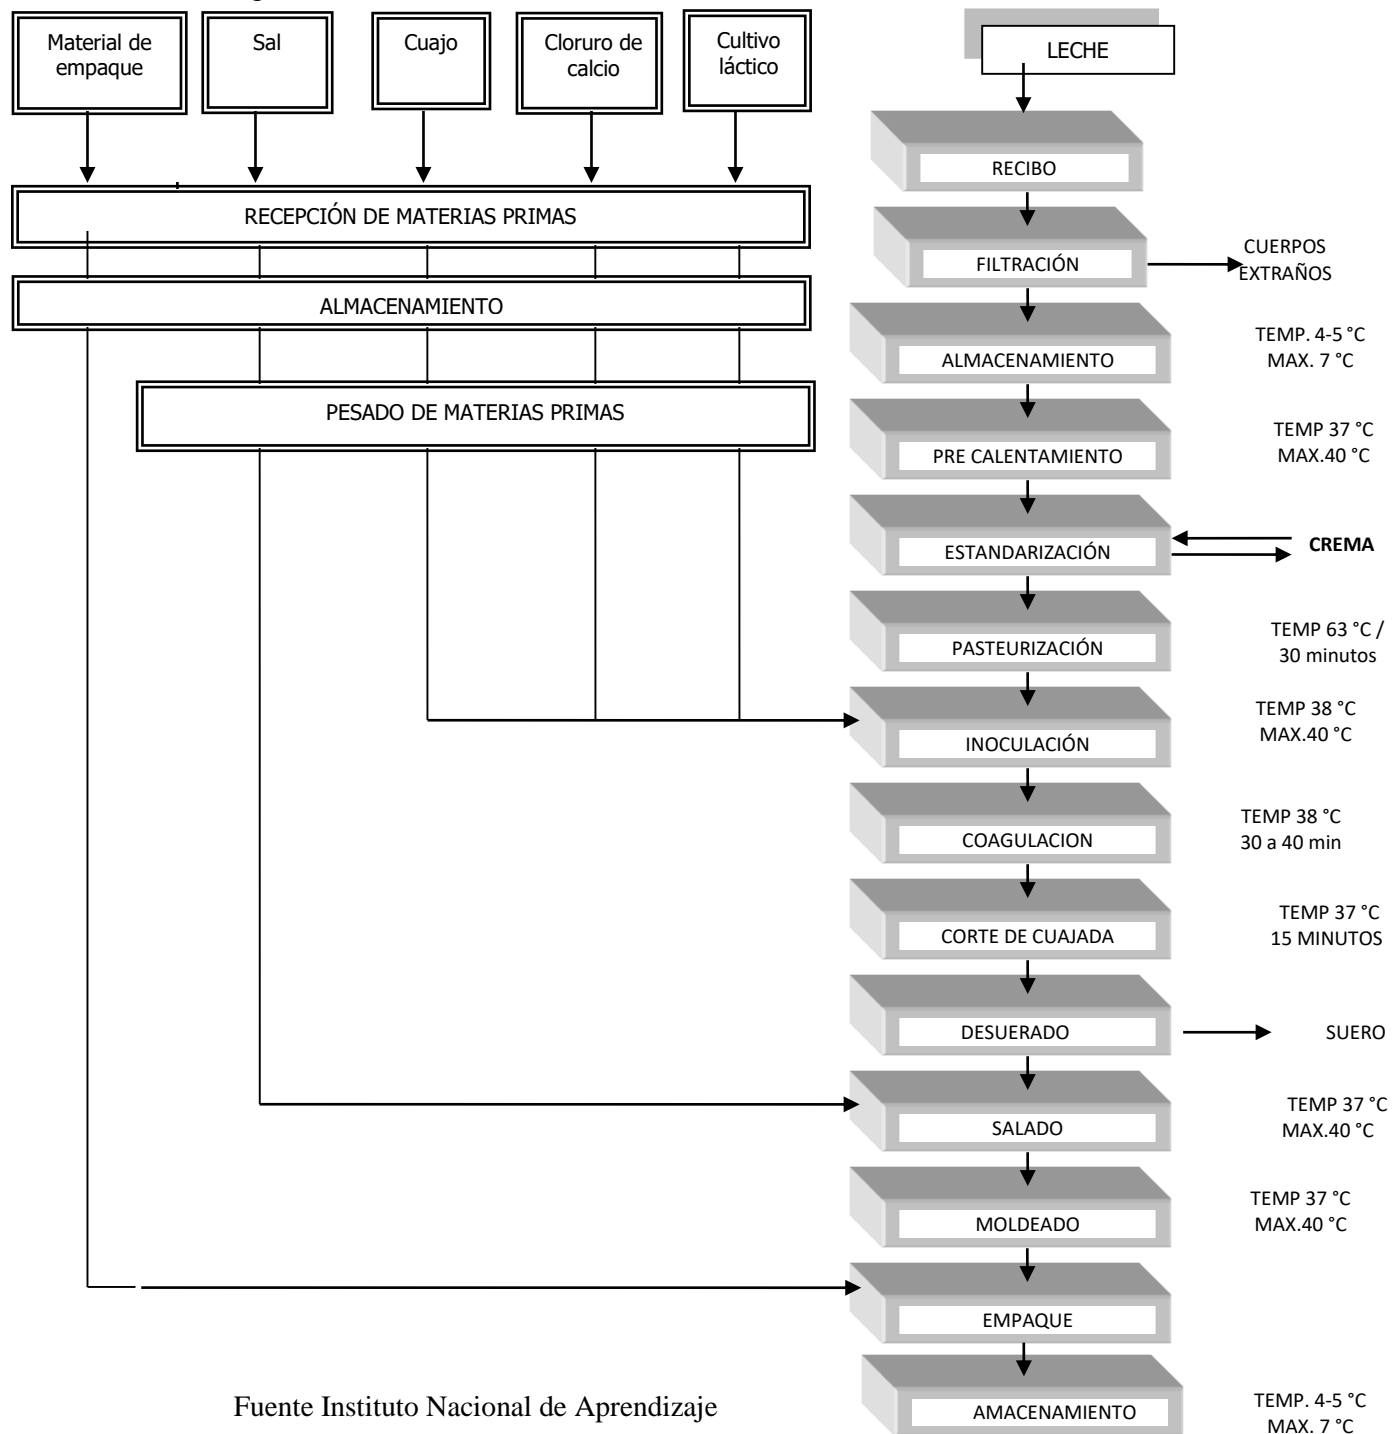 Material de
empaque
Sal
Cuajo
Cloruro de
calcio
Cultivo
láctico
LECHE
RECIBO
RECEPCIÓN DE MATERIAS PRIMAS
FILTRACIÓN
CUERPOS
EXTRAÑOS
ALMACENAMIENTO
ALMACENAMIENTO
TEMP. 4-5 °C
MAX. 7 °C
PESADO DE MATERIAS PRIMAS
PRE CALENTAMIENTO
TEMP 37 °C
MAX.40 °C
ESTANDARIZACIÓN
CREMA
PASTEURIZACIÓN
TEMP 63 °C /
30 minutos
INOCULACIÓN
TEMP 38 °C
MAX.40 °C
COAGULACION
TEMP 38 °C
30 a 40 min
CORTE DE CUAJADA
TEMP 37 °C
15 MINUTOS
DESUERADO
SUERO
SALADO
TEMP 37 °C
MAX.40 °C
MOLDEADO
TEMP 37 °C
MAX.40 °C
EMPAQUE
Fuente Instituto Nacional de Aprendizaje
AMACENAMIENTO
TEMP. 4-5 °C
MAX. 7 °C